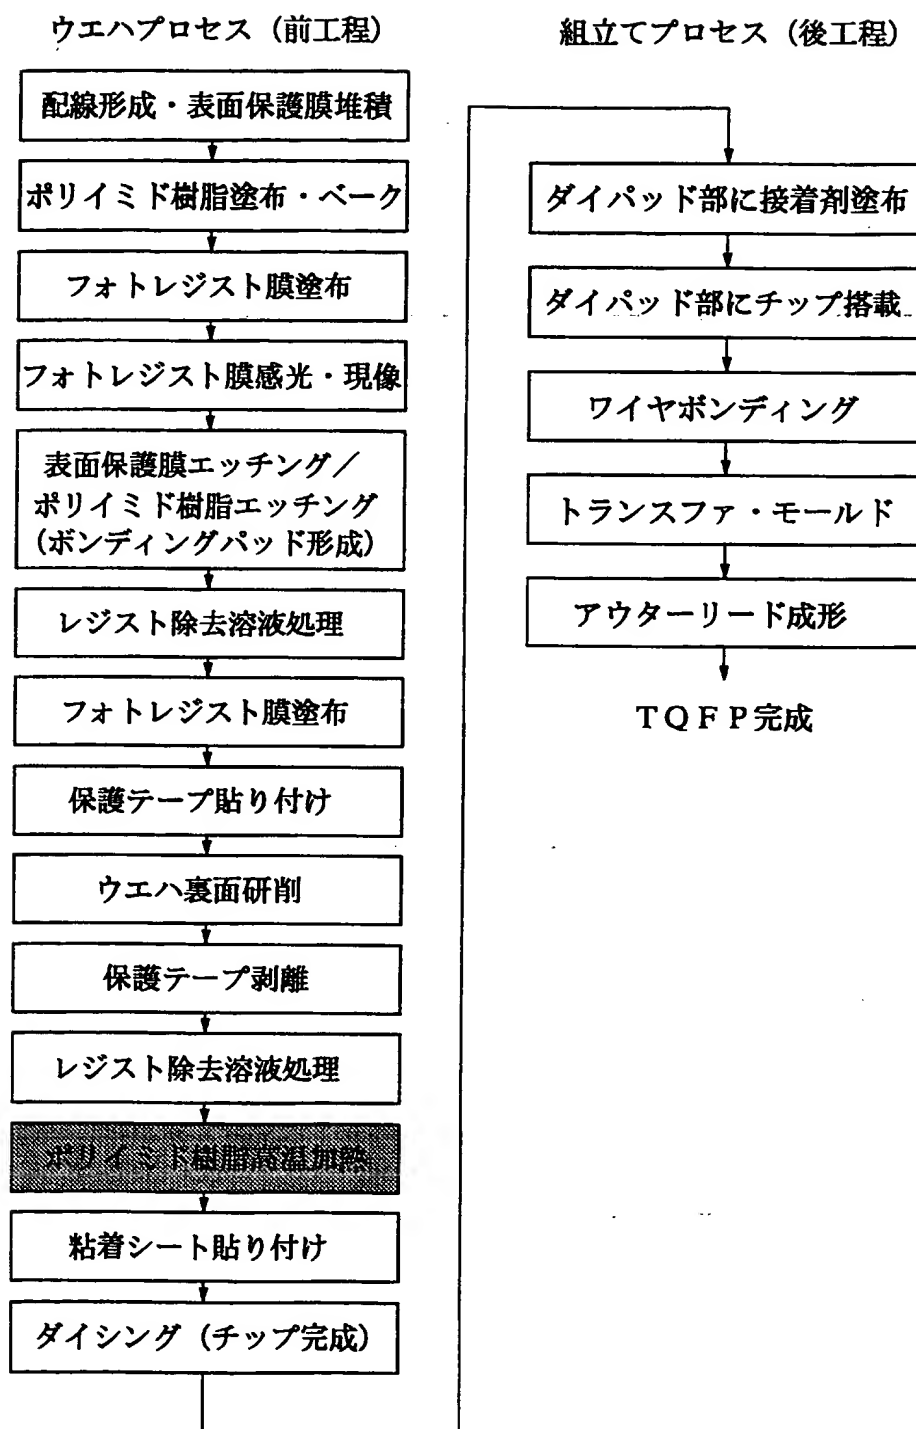 ウエハプロセス（前工程）
配線形成・表面保護膜堆積
ポリイミド樹脂塗布・ベーク
フォトレジスト膜塗布
フォトレジスト膜感光・現像
表面保護膜エッチング／
ポリイミド樹脂エッチング
（ボンディングパッド形成）
レジスト除去溶液処理
フォトレジスト膜塗布
保護テープ貼り付け
ウエハ裏面研削
保護テープ剥離
レジスト除去溶液処理
ポリイミド樹脂高温加熱
粘着シート貼り付け
ダイシング（チップ完成）
組立てプロセス（後工程）
ダイパッド部に接着剤塗布
ダイパッド部にチップ搭載
ワイヤボンディング
トランスファ・モールド
アウターリード成形
ＴＱＦＰ完成